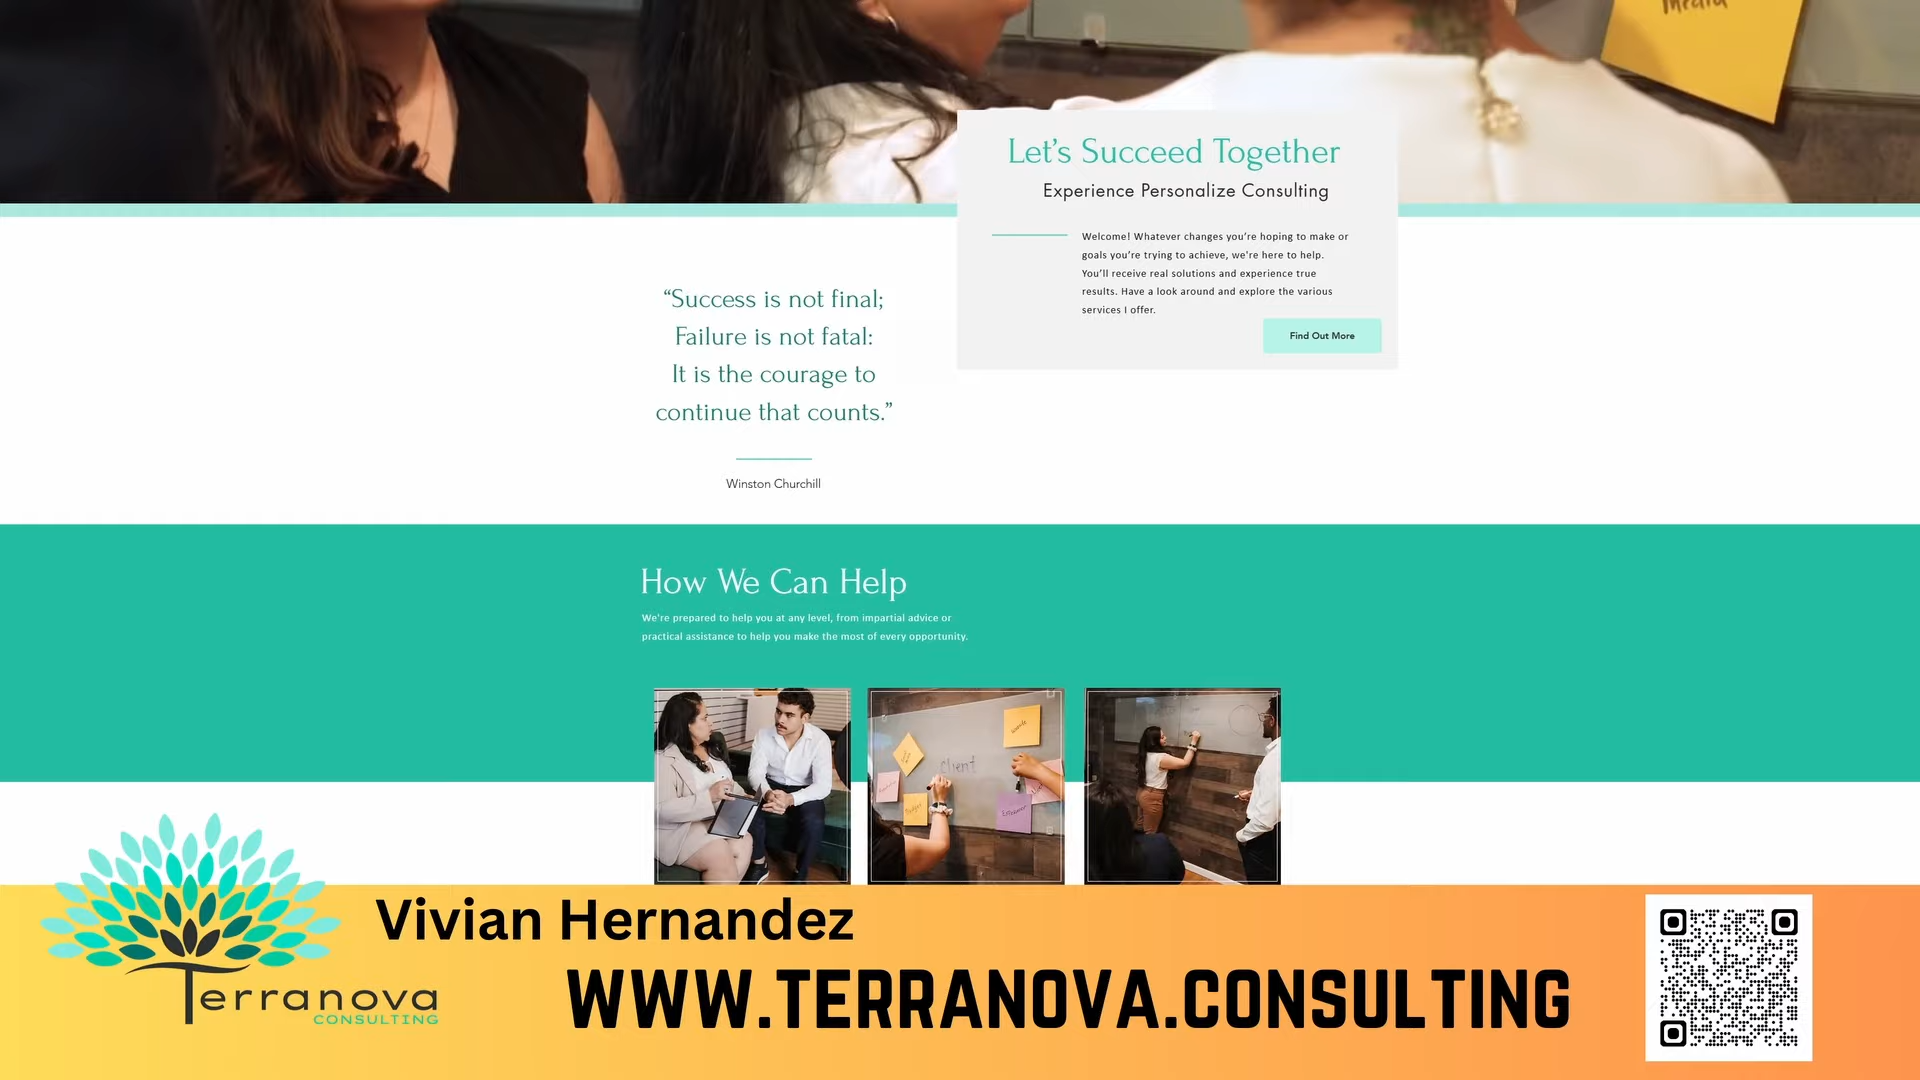 Media
Let’s Succeed Together
Experience Personalize Consulting
Welcome! Whatever changes you’re hoping to make or
goals you’re trying to achieve, we're here to help.
You’ll receive real solutions and experience true
results. Have a look around and explore the various
services I offer.
Find Out More
“Success is not final;
Failure is not fatal:
It is the courage to
continue that counts.”
Winston Churchill
How We Can Help
We're prepared to help you at any level, from impartial advice or
practical assistance to help you make the most of every opportunity.
client
Vivian Hernandez
WWW.TERRANOVA.CONSULTING
Terranova
CONSULTING